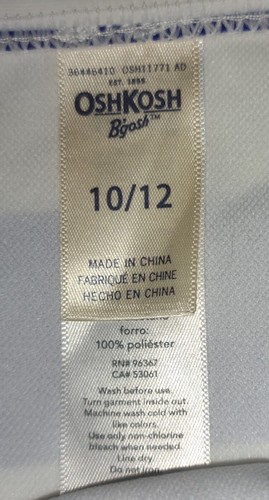 36446410 OSH11771 AD
EST. 1895
OSHKOSH
B'gosh™
10/12
MADE IN CHINA
FABRIQUÉ EN CHINE
HECHO EN CHINA
forro:
100% poliéster
RN# 96367
CA# 53061
Wash before use.
Turn garment inside out.
Machine wash cold with
like colors.
Use only non-chlorine
bleach when needed.
Line dry.
Do not iron.